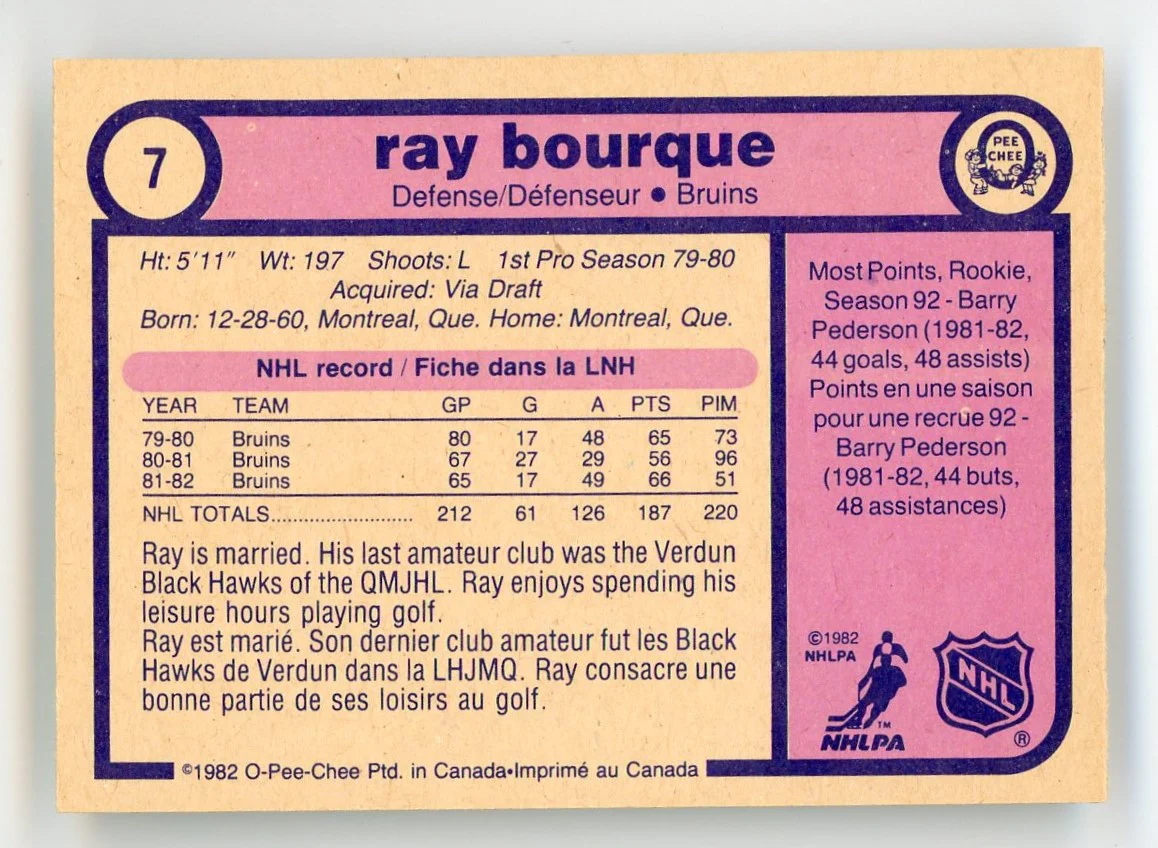 7
ray bourque
Defense/Défenseur • Bruins
PEE
CHEE
Ht: 5'11" Wt: 197 Shoots: L 1st Pro Season 79-80
Acquired: Via Draft
Born: 12-28-60, Montreal, Que. Home: Montreal, Que.
NHL record / Fiche dans la LNH
YEAR TEAM GP G A PTS PIM
79-80 Bruins 80 17 48 65 73
80-81 Bruins 67 27 29 56 96
81-82 Bruins 65 17 49 66 51
NHL TOTALS.......................... 212 61 126 187 220
Ray is married. His last amateur club was the Verdun
Black Hawks of the QMJHL. Ray enjoys spending his
leisure hours playing golf.
Ray est marié. Son dernier club amateur fut les Black
Hawks de Verdun dans la LHJMQ. Ray consacre une
bonne partie de ses loisirs au golf.
Most Points, Rookie,
Season 92 - Barry
Pederson (1981-82,
44 goals, 48 assists)
Points en une saison
pour une recrue 92 -
Barry Pederson
(1981-82, 44 buts,
48 assistances)
©1982
NHLPA
TM
NHLPA
NHL
®
©1982 O-Pee-Chee Ptd. in Canada•Imprimé au Canada